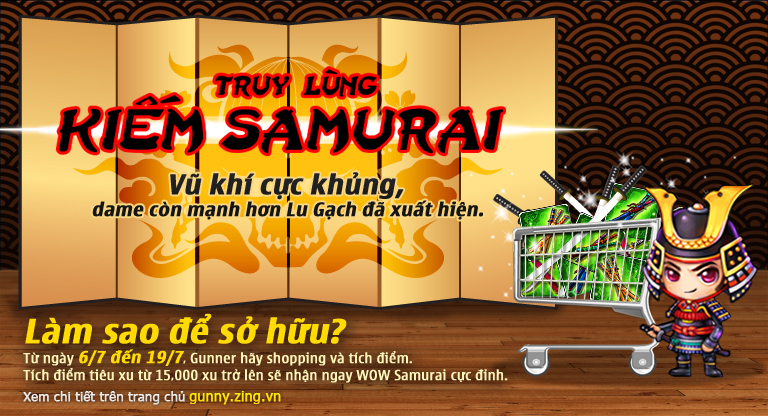 TRUY LÙNG
KIẾM SAMURAI
Vũ khí cực khủng,
dame còn mạnh hơn Lu Gạch đã xuất hiện.
Làm sao để sở hữu?
Từ ngày 6/7 đến 19/7, Gunner hãy shopping và tích điểm.
Tích điểm tiêu xu từ 15,000 xu trở lên sẽ nhận ngay WOW Samurai cực đỉnh.
Xem chi tiết trên trang chủ gunny.zing.vn